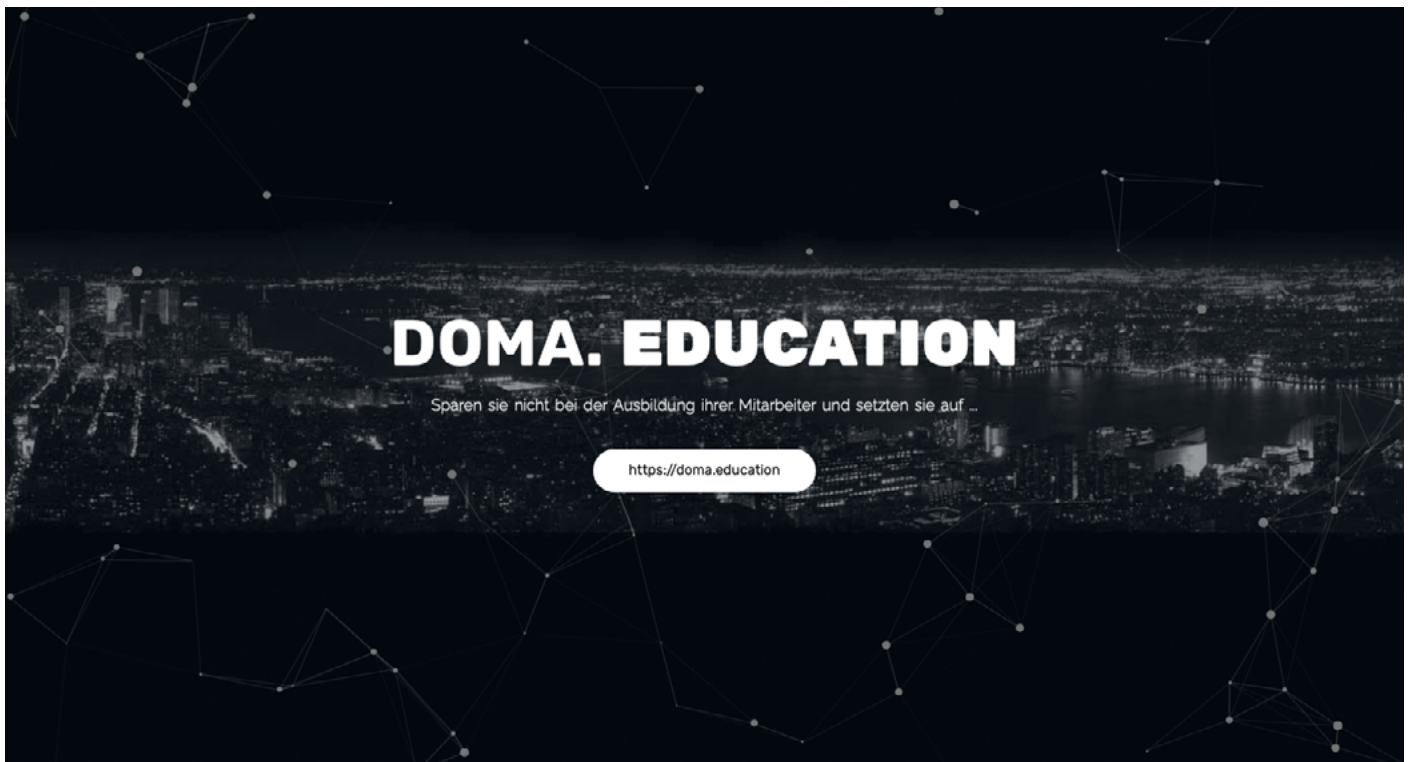 DOMA. EDUCATION
Sparen sie nicht bei der Ausbildung ihrer Mitarbeiter und setzten sie auf ...
https://doma.education